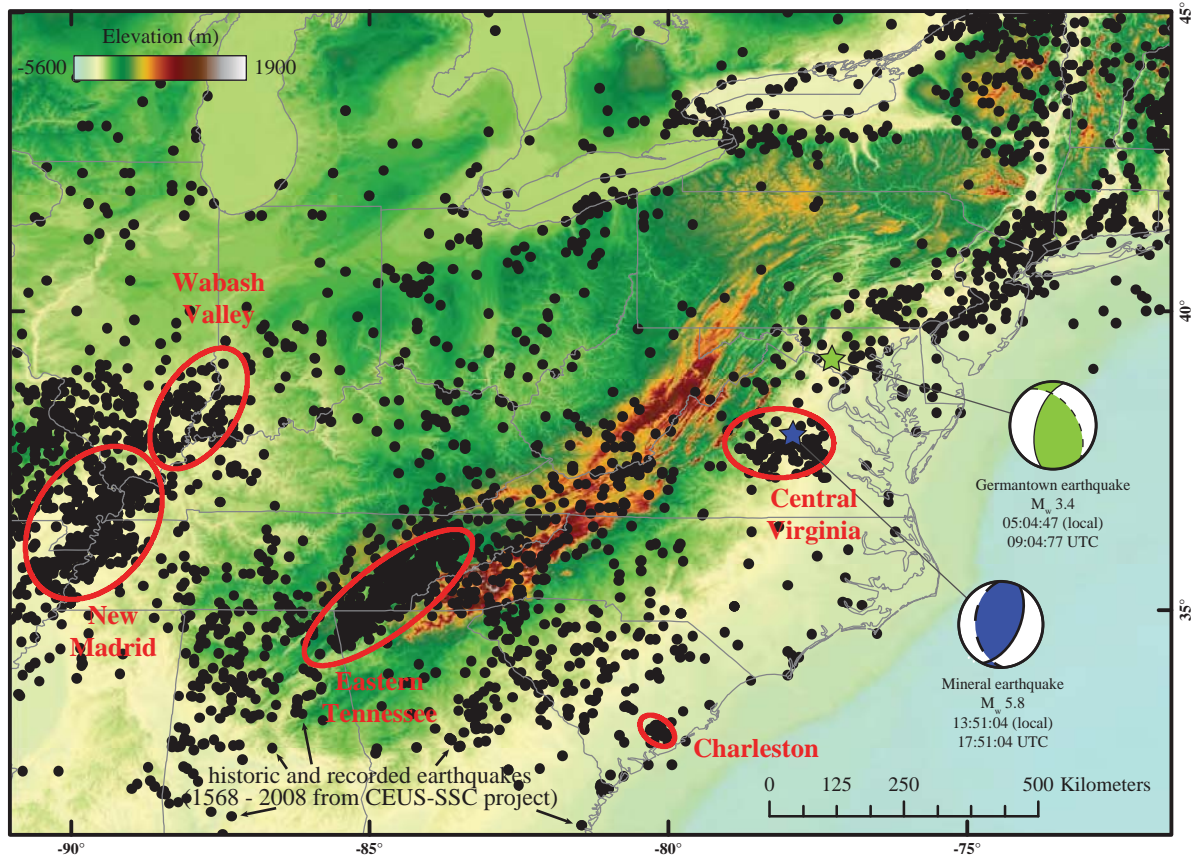 Elevation (m)
-5600 1900
45°
Wabash
Valley
40°
Central
Virginia
Germantown earthquake
Mw 3.4
05:04:47 (local)
09:04:77 UTC
35°
New
Madrid
Eastern
Tennessee
Charleston
Mineral earthquake
Mw 5.8
13:51:04 (local)
17:51:04 UTC
historic and recorded earthquakes
(1568 - 2008 from CEUS-SSC project)
0 125 250 500 Kilometers
-90° -85° -80° -75°